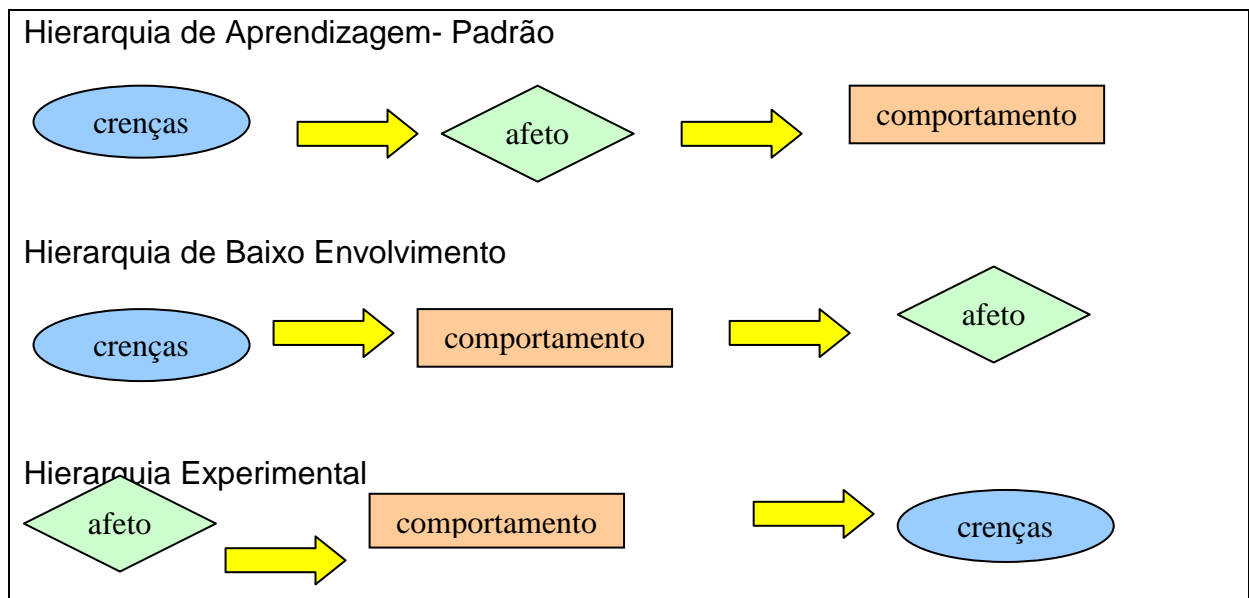 Hierarquia de Aprendizagem- Padrão
crenças
afeto
comportamento
Hierarquia de Baixo Envolvimento
crenças
comportamento
afeto
Hierarquia Experimental
afeto
comportamento
crenças